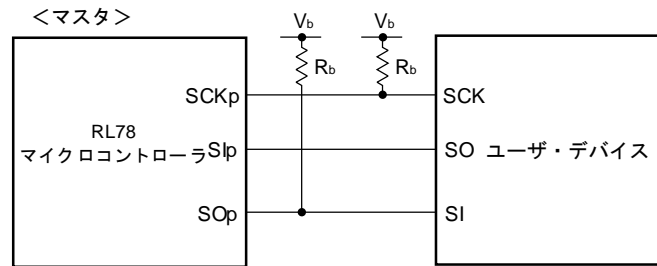 ＜マスタ＞
Vb
Vb
Rb
Rb
SCKp
SCK
RL78
マイクロコントローラ
SIp
SO
ユーザ・デバイス
SOp
SI